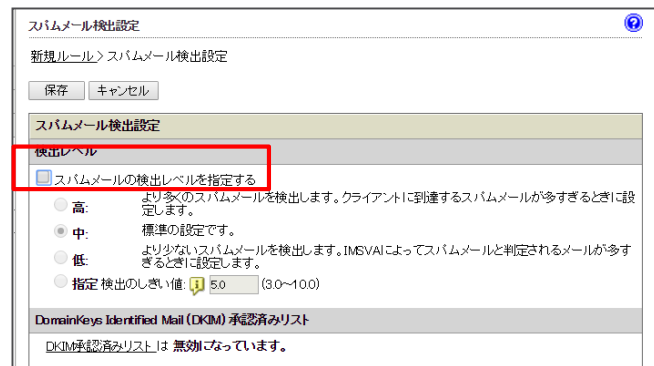 スパムメール検出設定
新規ルール > スパムメール検出設定
保存 キャンセル
スパムメール検出設定
検出レベル
スパムメールの検出レベルを指定する
高: より多くのスパムメールを検出します。クライアントに到達するスパムメールが多すぎるときに設
定します。
中: 標準の設定です。
低: より少ないスパムメールを検出します。IMSVAによってスパムメールと判定されるメールが多す
ぎるときに設定します。
指定 検出のしきい値: 5.0 (3.0~10.0)
DomainKeys Identified Mail (DKIM) 承認済みリスト
DKIM承認済みリスト は 無効になっています。